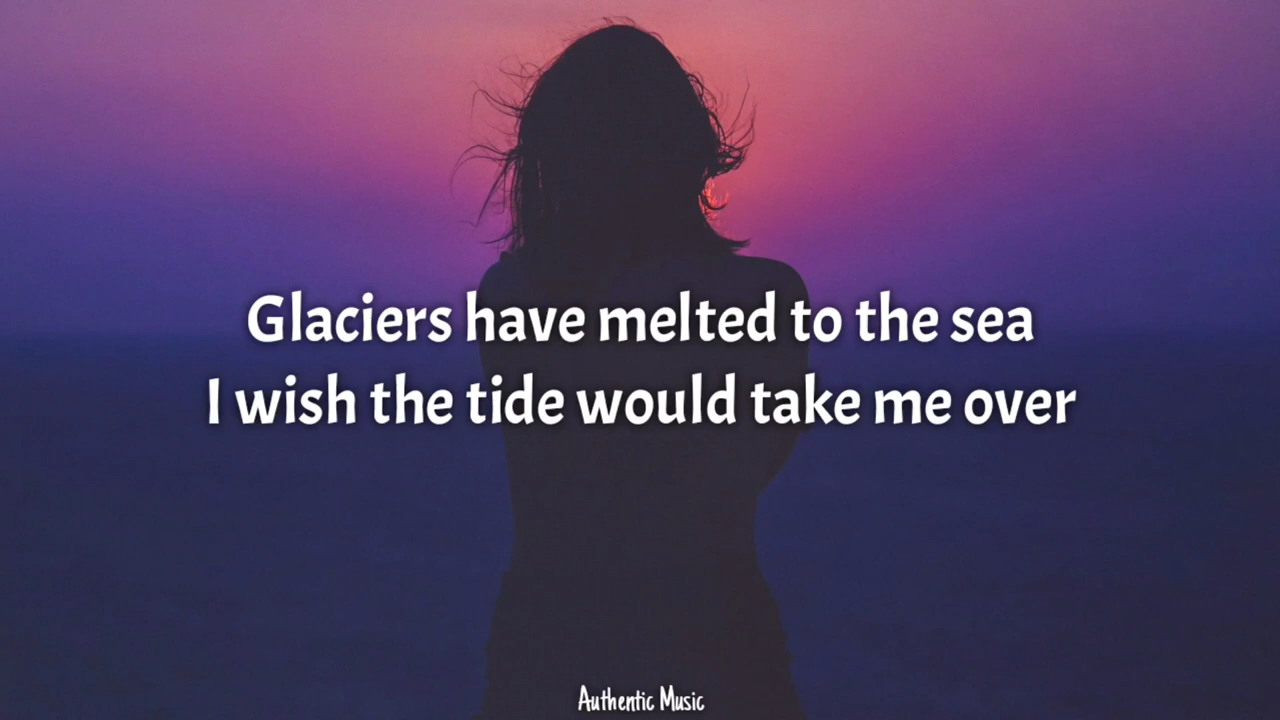 Glaciers have melted to the sea
I wish the tide would take me over
Authentic Music